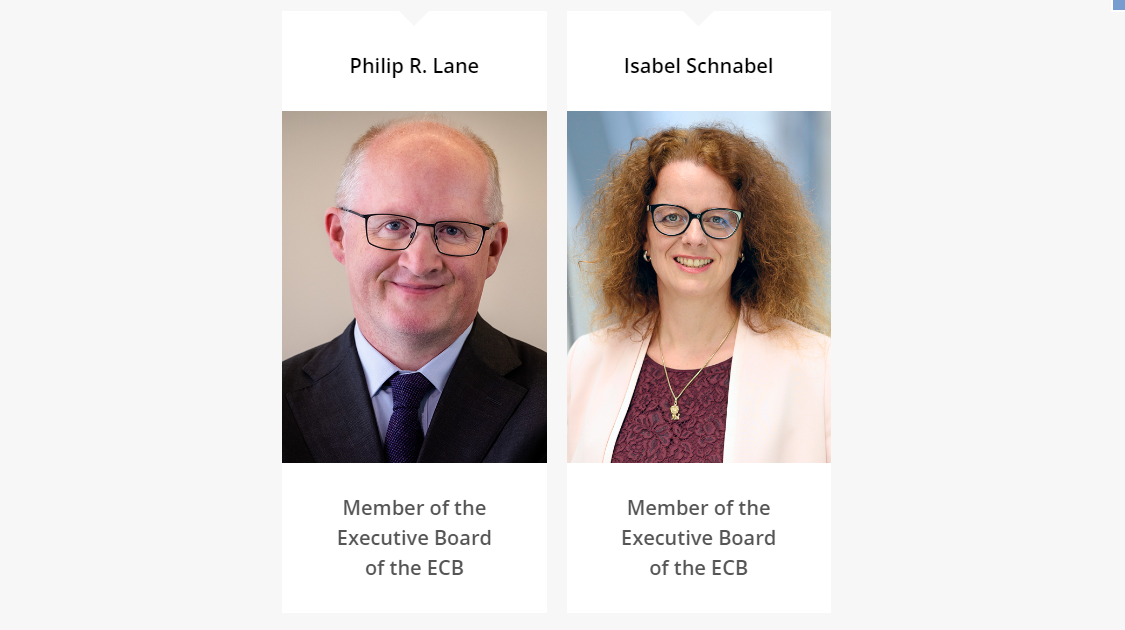 Philip R. Lane
Member of the
Executive Board
of the ECB
Isabel Schnabel
Member of the
Executive Board
of the ECB